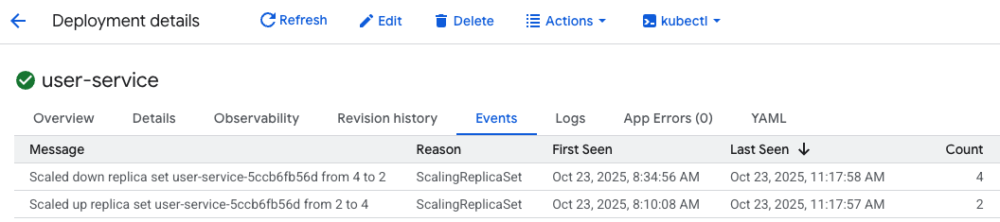 Deployment details Refresh Edit Delete Actions kubectl
user-service
Overview Details Observability Revision history Events Logs App Errors (0) YAML
Message Reason First Seen Last Seen Count
Scaled down replica set user-service-5ccb6fb56d from 4 to 2 ScalingReplicaSet Oct 23, 2025, 8:34:56 AM Oct 23, 2025, 11:17:58 AM 4
Scaled up replica set user-service-5ccb6fb56d from 2 to 4 ScalingReplicaSet Oct 23, 2025, 8:10:08 AM Oct 23, 2025, 11:17:57 AM 2